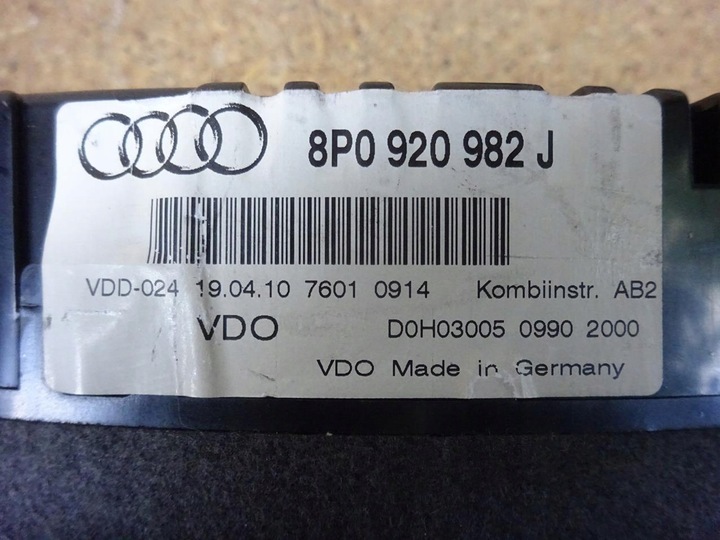 8P0 920 982 J
VDD-024 19.04.10 7601 0914 Kombiinstr. AB2
VDO D0H03005 0990 2000
VDO Made in Germany